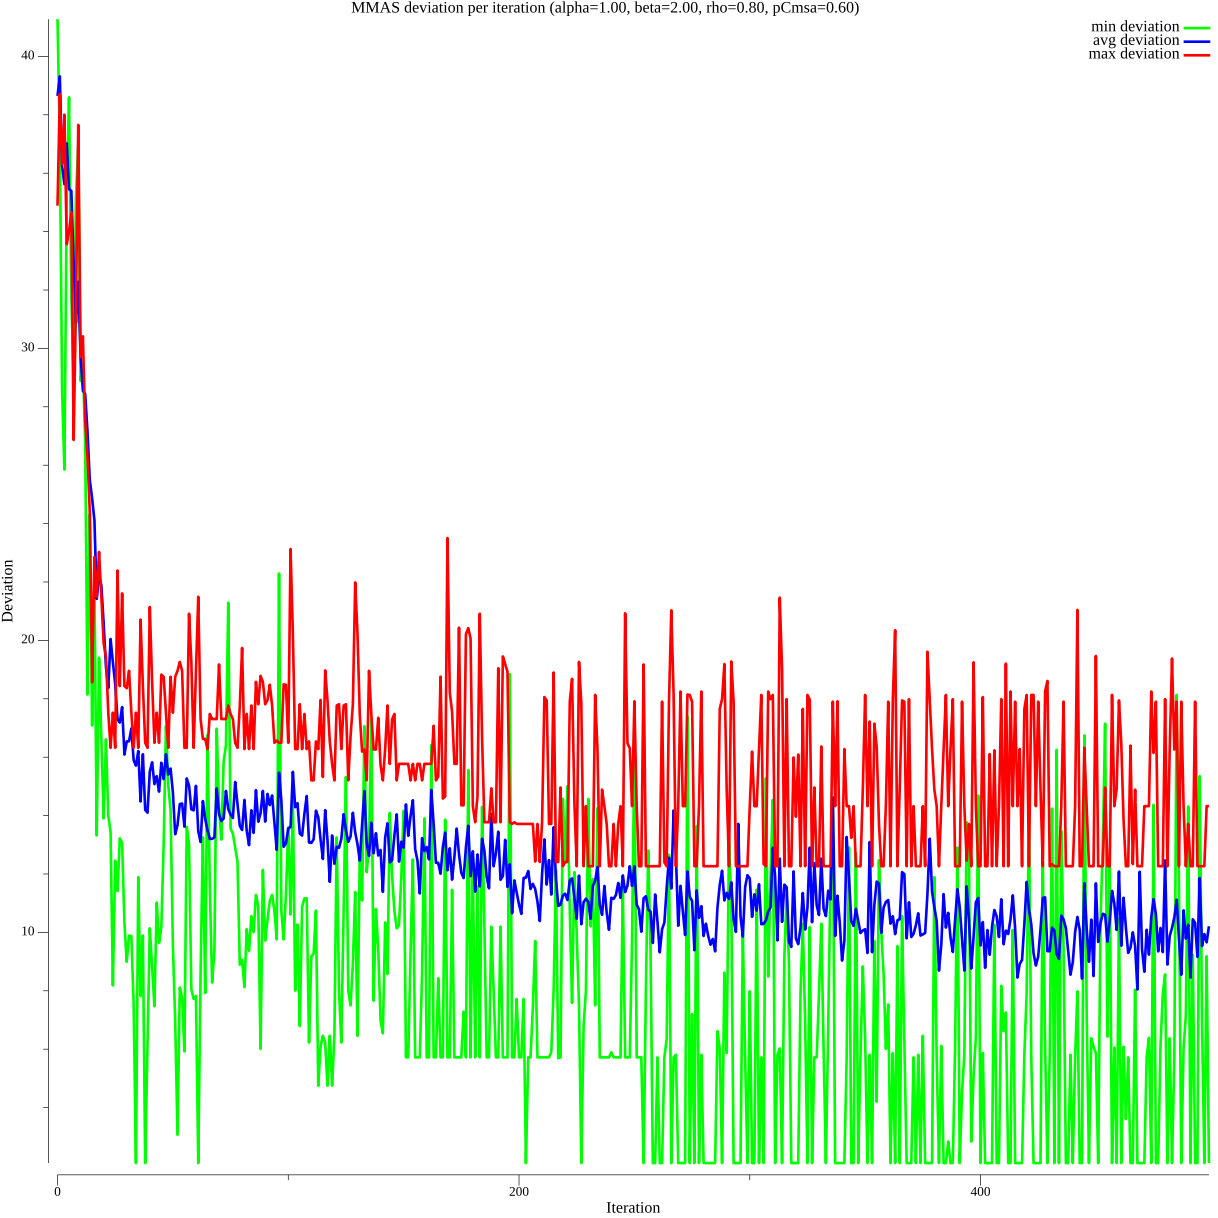 MMAS deviation per iteration (alpha=1.00, beta=2.00, rho=0.80, pCmsa=0.60)
min deviation
avg deviation
max deviation
40
30
20
10
Deviation
0
200
400
Iteration